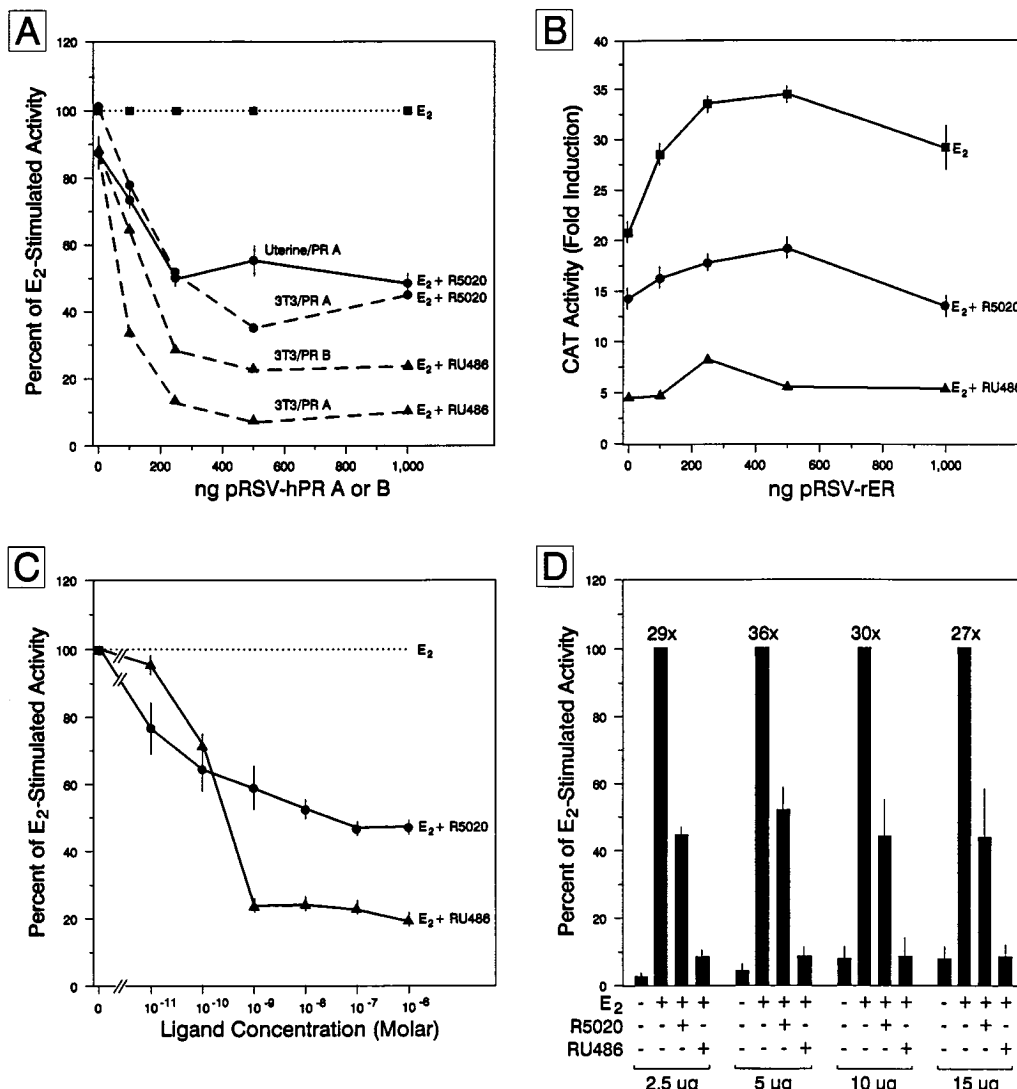 A
Percent of E2-Stimulated Activity
120
100
80
60
40
20
0
E2
Uterine/PR A
E2 + R5020
3T3/PR A
E2 + R5020
3T3/PR B
E2 + RU486
3T3/PR A
E2 + RU486
0
200
400
600
800
1,000
ng pRSV-hPR A or B
B
CAT Activity (Fold Induction)
40
35
30
25
20
15
10
5
0
E2
E2 + R5020
E2 + RU486
0
200
400
600
800
1,000
ng pRSV-rER
C
Percent of E2-Stimulated Activity
120
100
80
60
40
20
0
E2
E2 + R5020
E2 + RU486
0
10-11
10-10
10-9
10-8
10-7
10-6
Ligand Concentration (Molar)
D
Percent of E2-Stimulated Activity
120
100
80
60
40
20
0
29x
36x
30x
27x
E2 - + + + - + + + - + + + - + + +
R5020 - - + - - - + - - - + - - - + -
RU486 - - - + - - - + - - - + - - - +
2.5 ug
5 ug
10 ug
15 ug